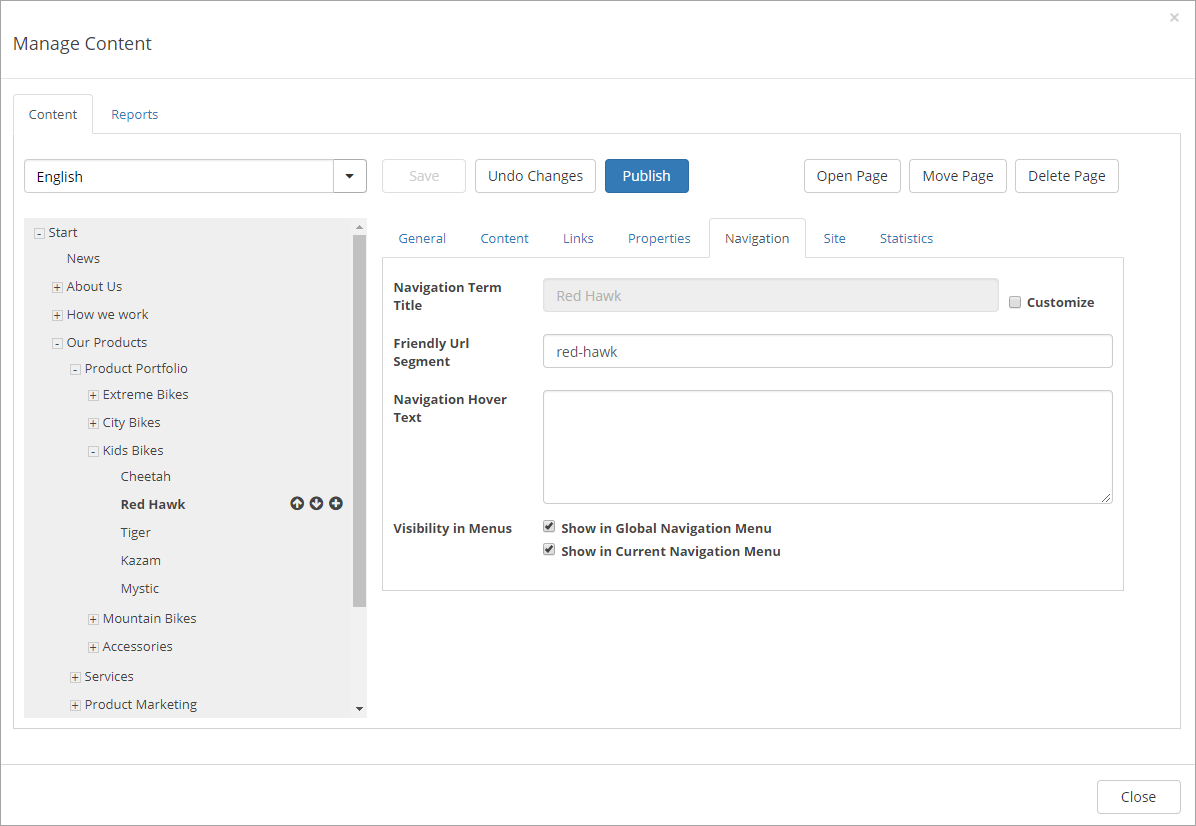 ×
Manage Content
Content
Reports
English
Save
Undo Changes
Publish
Open Page
Move Page
Delete Page
Start
News
About Us
How we work
Our Products
Product Portfolio
Extreme Bikes
City Bikes
Kids Bikes
Cheetah
Red Hawk
Tiger
Kazam
Mystic
Mountain Bikes
Accessories
Services
Product Marketing
General
Content
Links
Properties
Navigation
Site
Statistics
Navigation Term
Title
Red Hawk
Customize
Friendly Url
Segment
red-hawk
Navigation Hover
Text
Visibility in Menus
Show in Global Navigation Menu
Show in Current Navigation Menu
Close